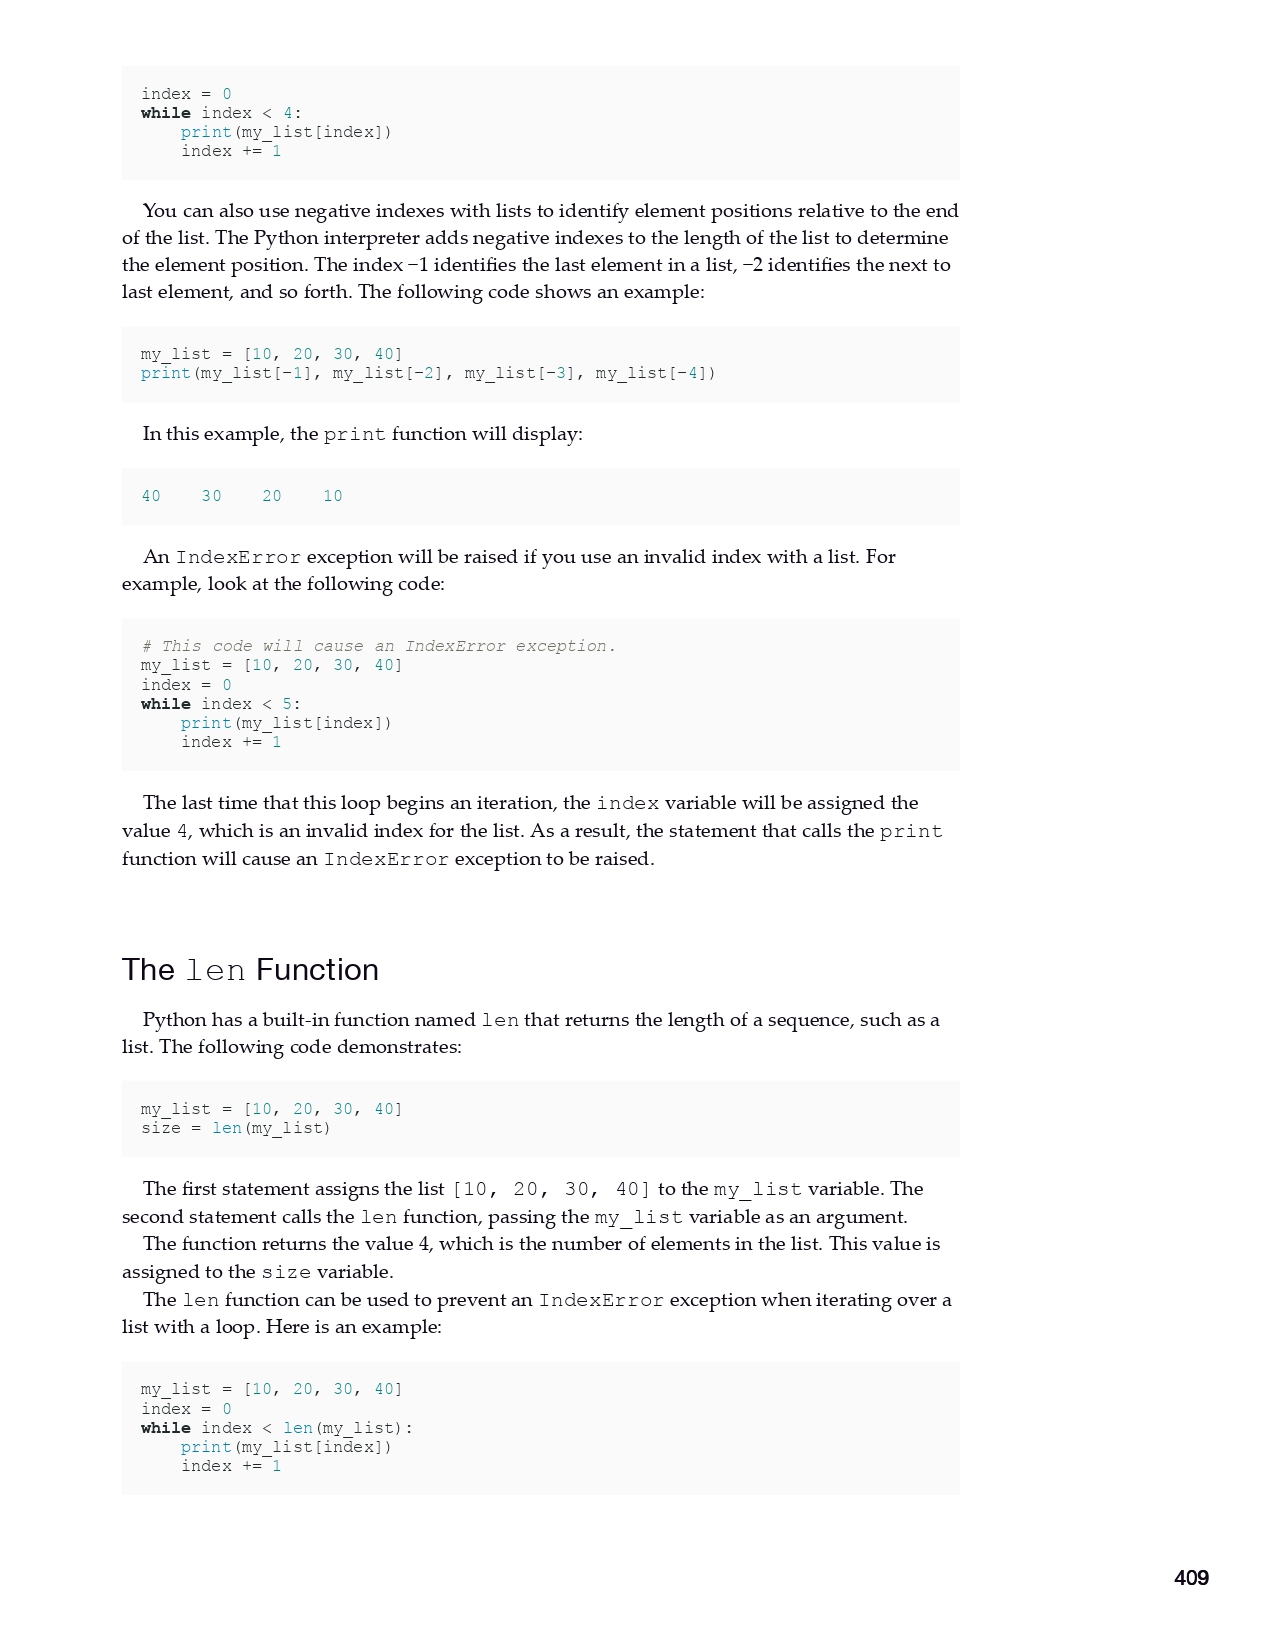 index = 0
while index < 4:
    print(my_list[index])
    index += 1
You can also use negative indexes with lists to identify element positions relative to the end
of the list. The Python interpreter adds negative indexes to the length of the list to determine
the element position. The index −1 identifies the last element in a list, −2 identifies the next to
last element, and so forth. The following code shows an example:
my_list = [10, 20, 30, 40]
print(my_list[−1], my_list[−2], my_list[−3], my_list[−4])
In this example, the print function will display:
40    30    20    10
An IndexError exception will be raised if you use an invalid index with a list. For
example, look at the following code:
# This code will cause an IndexError exception.
my_list = [10, 20, 30, 40]
index = 0
while index < 5:
    print(my_list[index])
    index += 1
The last time that this loop begins an iteration, the index variable will be assigned the
value 4, which is an invalid index for the list. As a result, the statement that calls the print
function will cause an IndexError exception to be raised.
The len Function
Python has a built-in function named len that returns the length of a sequence, such as a
list. The following code demonstrates:
my_list = [10, 20, 30, 40]
size = len(my_list)
The first statement assigns the list [10, 20, 30, 40] to the my_list variable. The
second statement calls the len function, passing the my_list variable as an argument.
The function returns the value 4, which is the number of elements in the list. This value is
assigned to the size variable.
The len function can be used to prevent an IndexError exception when iterating over a
list with a loop. Here is an example:
my_list = [10, 20, 30, 40]
index = 0
while index < len(my_list):
    print(my_list[index])
    index += 1
409